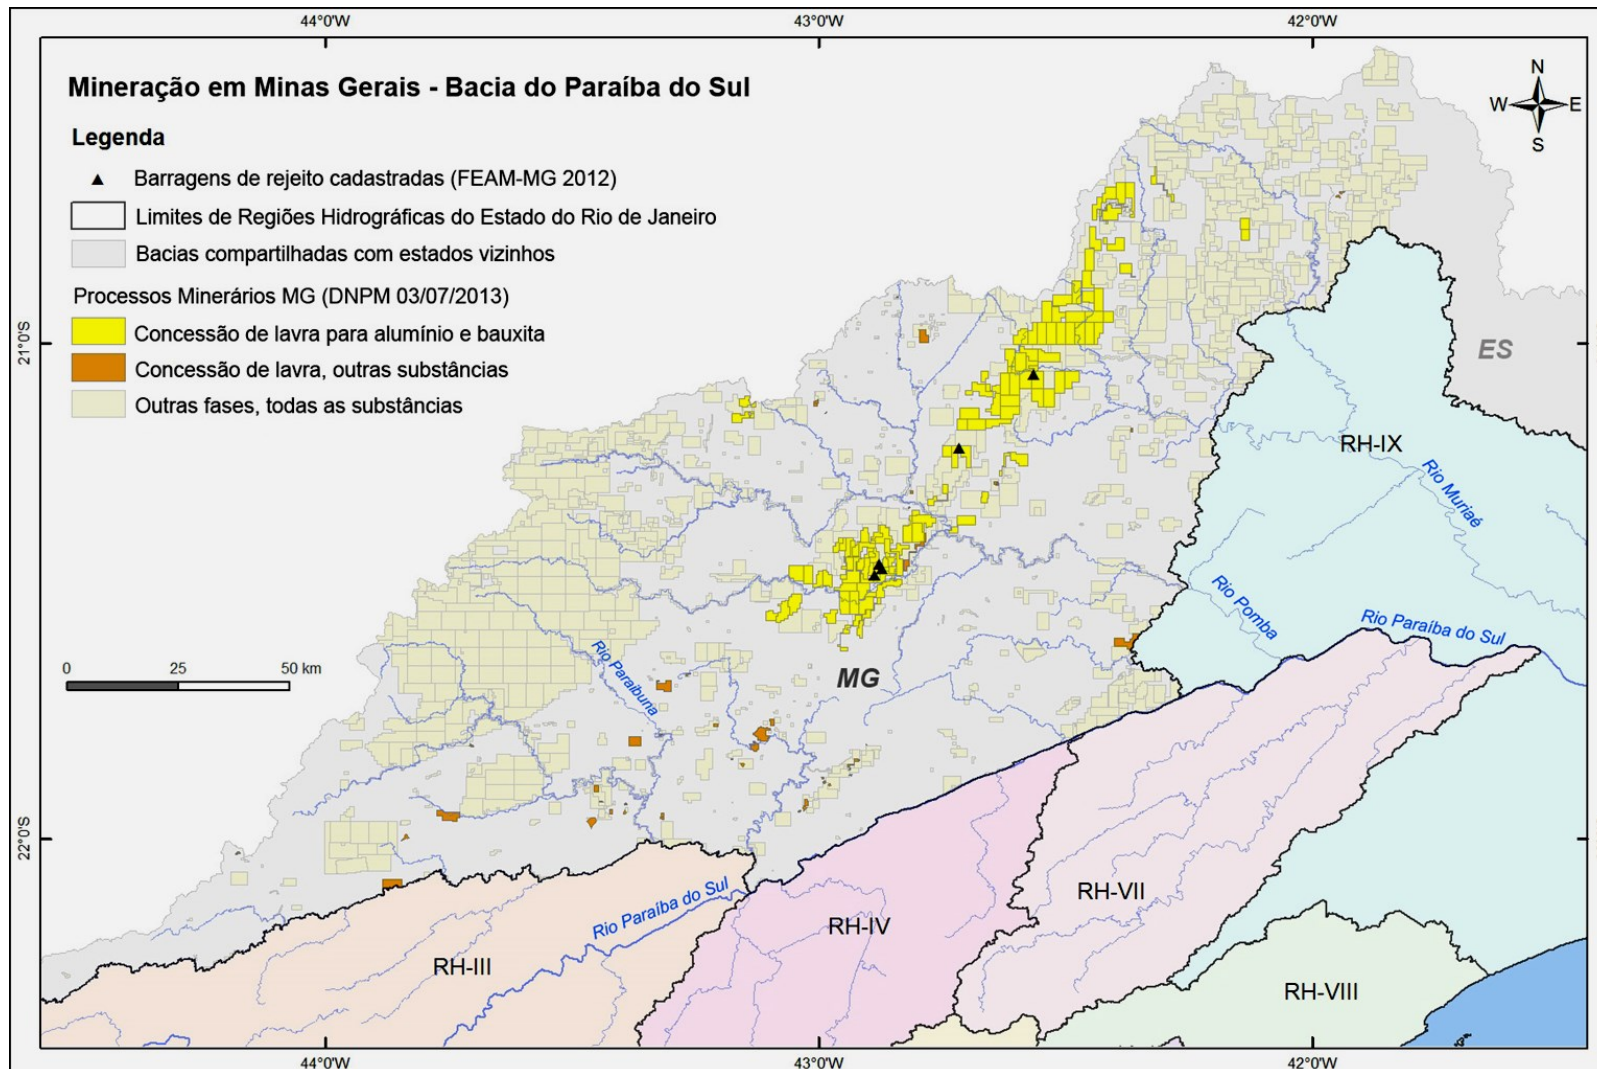 44°0'W
43°0'W
42°0'W
Mineração em Minas Gerais - Bacia do Paraíba do Sul
N
W
E
S
Legenda
Barragens de rejeito cadastradas (FEAM-MG 2012)
Limites de Regiões Hidrográficas do Estado do Rio de Janeiro
Bacias compartilhadas com estados vizinhos
Processos Minerários MG (DNPM 03/07/2013)
Concessão de lavra para alumínio e bauxita
Concessão de lavra, outras substâncias
Outras fases, todas as substâncias
21°0'S
ES
RH-IX
Rio Muriaé
Rio Pomba
Rio Paraíba do Sul
Rio Paraibuna
0 25 50 km
MG
22°0'S
Rio Paraíba do Sul
RH-VII
RH-IV
RH-III
RH-VIII
44°0'W
43°0'W
42°0'W